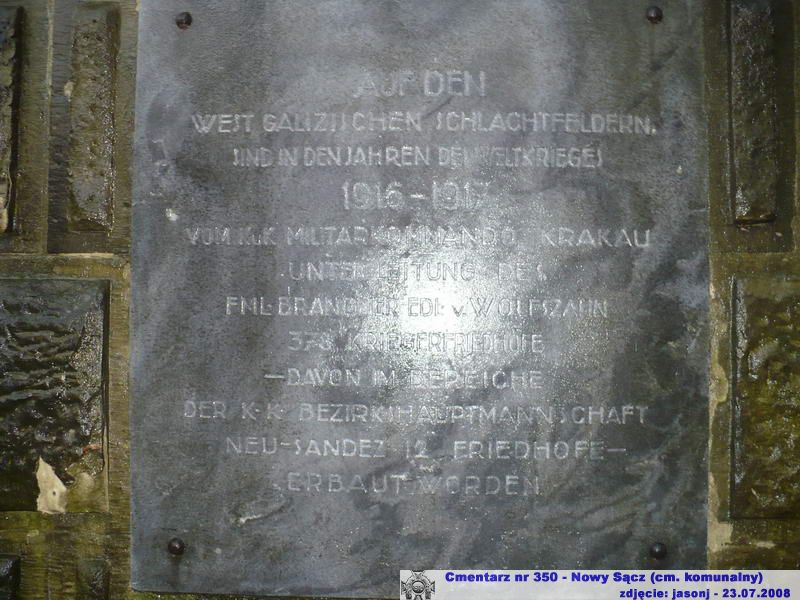 AUF DEN
WEST GALIZISCHEN SCHLACHTFELDERN,
SIND IN DEN JAHREN DES WELTKRIEGES
1916-1917
VOM K.u.K MILITÄRKOMMANDO KRAKAU
UNTER LEITUNG DES
FML BRANDNER EDL. v. WOLFSZAHN
378 KRIEGERFRIEDHÖFE
—DAVON IM BEREICHE
DER K.K. BEZIRKSHAUPTMANNSCHAFT
NEU-SANDEZ 12 FRIEDHÖFE—
ERBAUT WORDEN
Cmentarz nr 350 - Nowy Sącz (cm. komunalny)
zdjęcie: jasonj - 23.07.2008